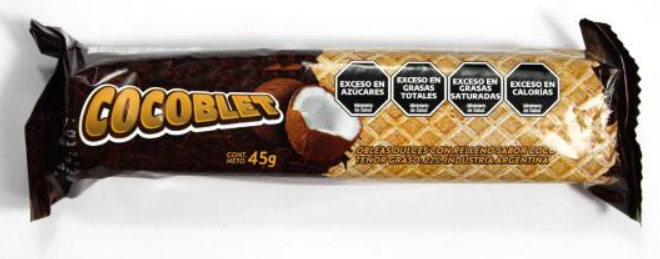 COCOBLET
CONT.
NETO 45g
EXCESO EN
AZÚCARES
Ministerio
de Salud
EXCESO EN
GRASAS
TOTALES
Ministerio
de Salud
EXCESO EN
GRASAS
SATURADAS
Ministerio
de Salud
EXCESO EN
CALORÍAS
Ministerio
de Salud
OBLEAS DULCES CON RELLENO SABOR COCO
TENOR GRASO: 22%. INDUSTRIA ARGENTINA